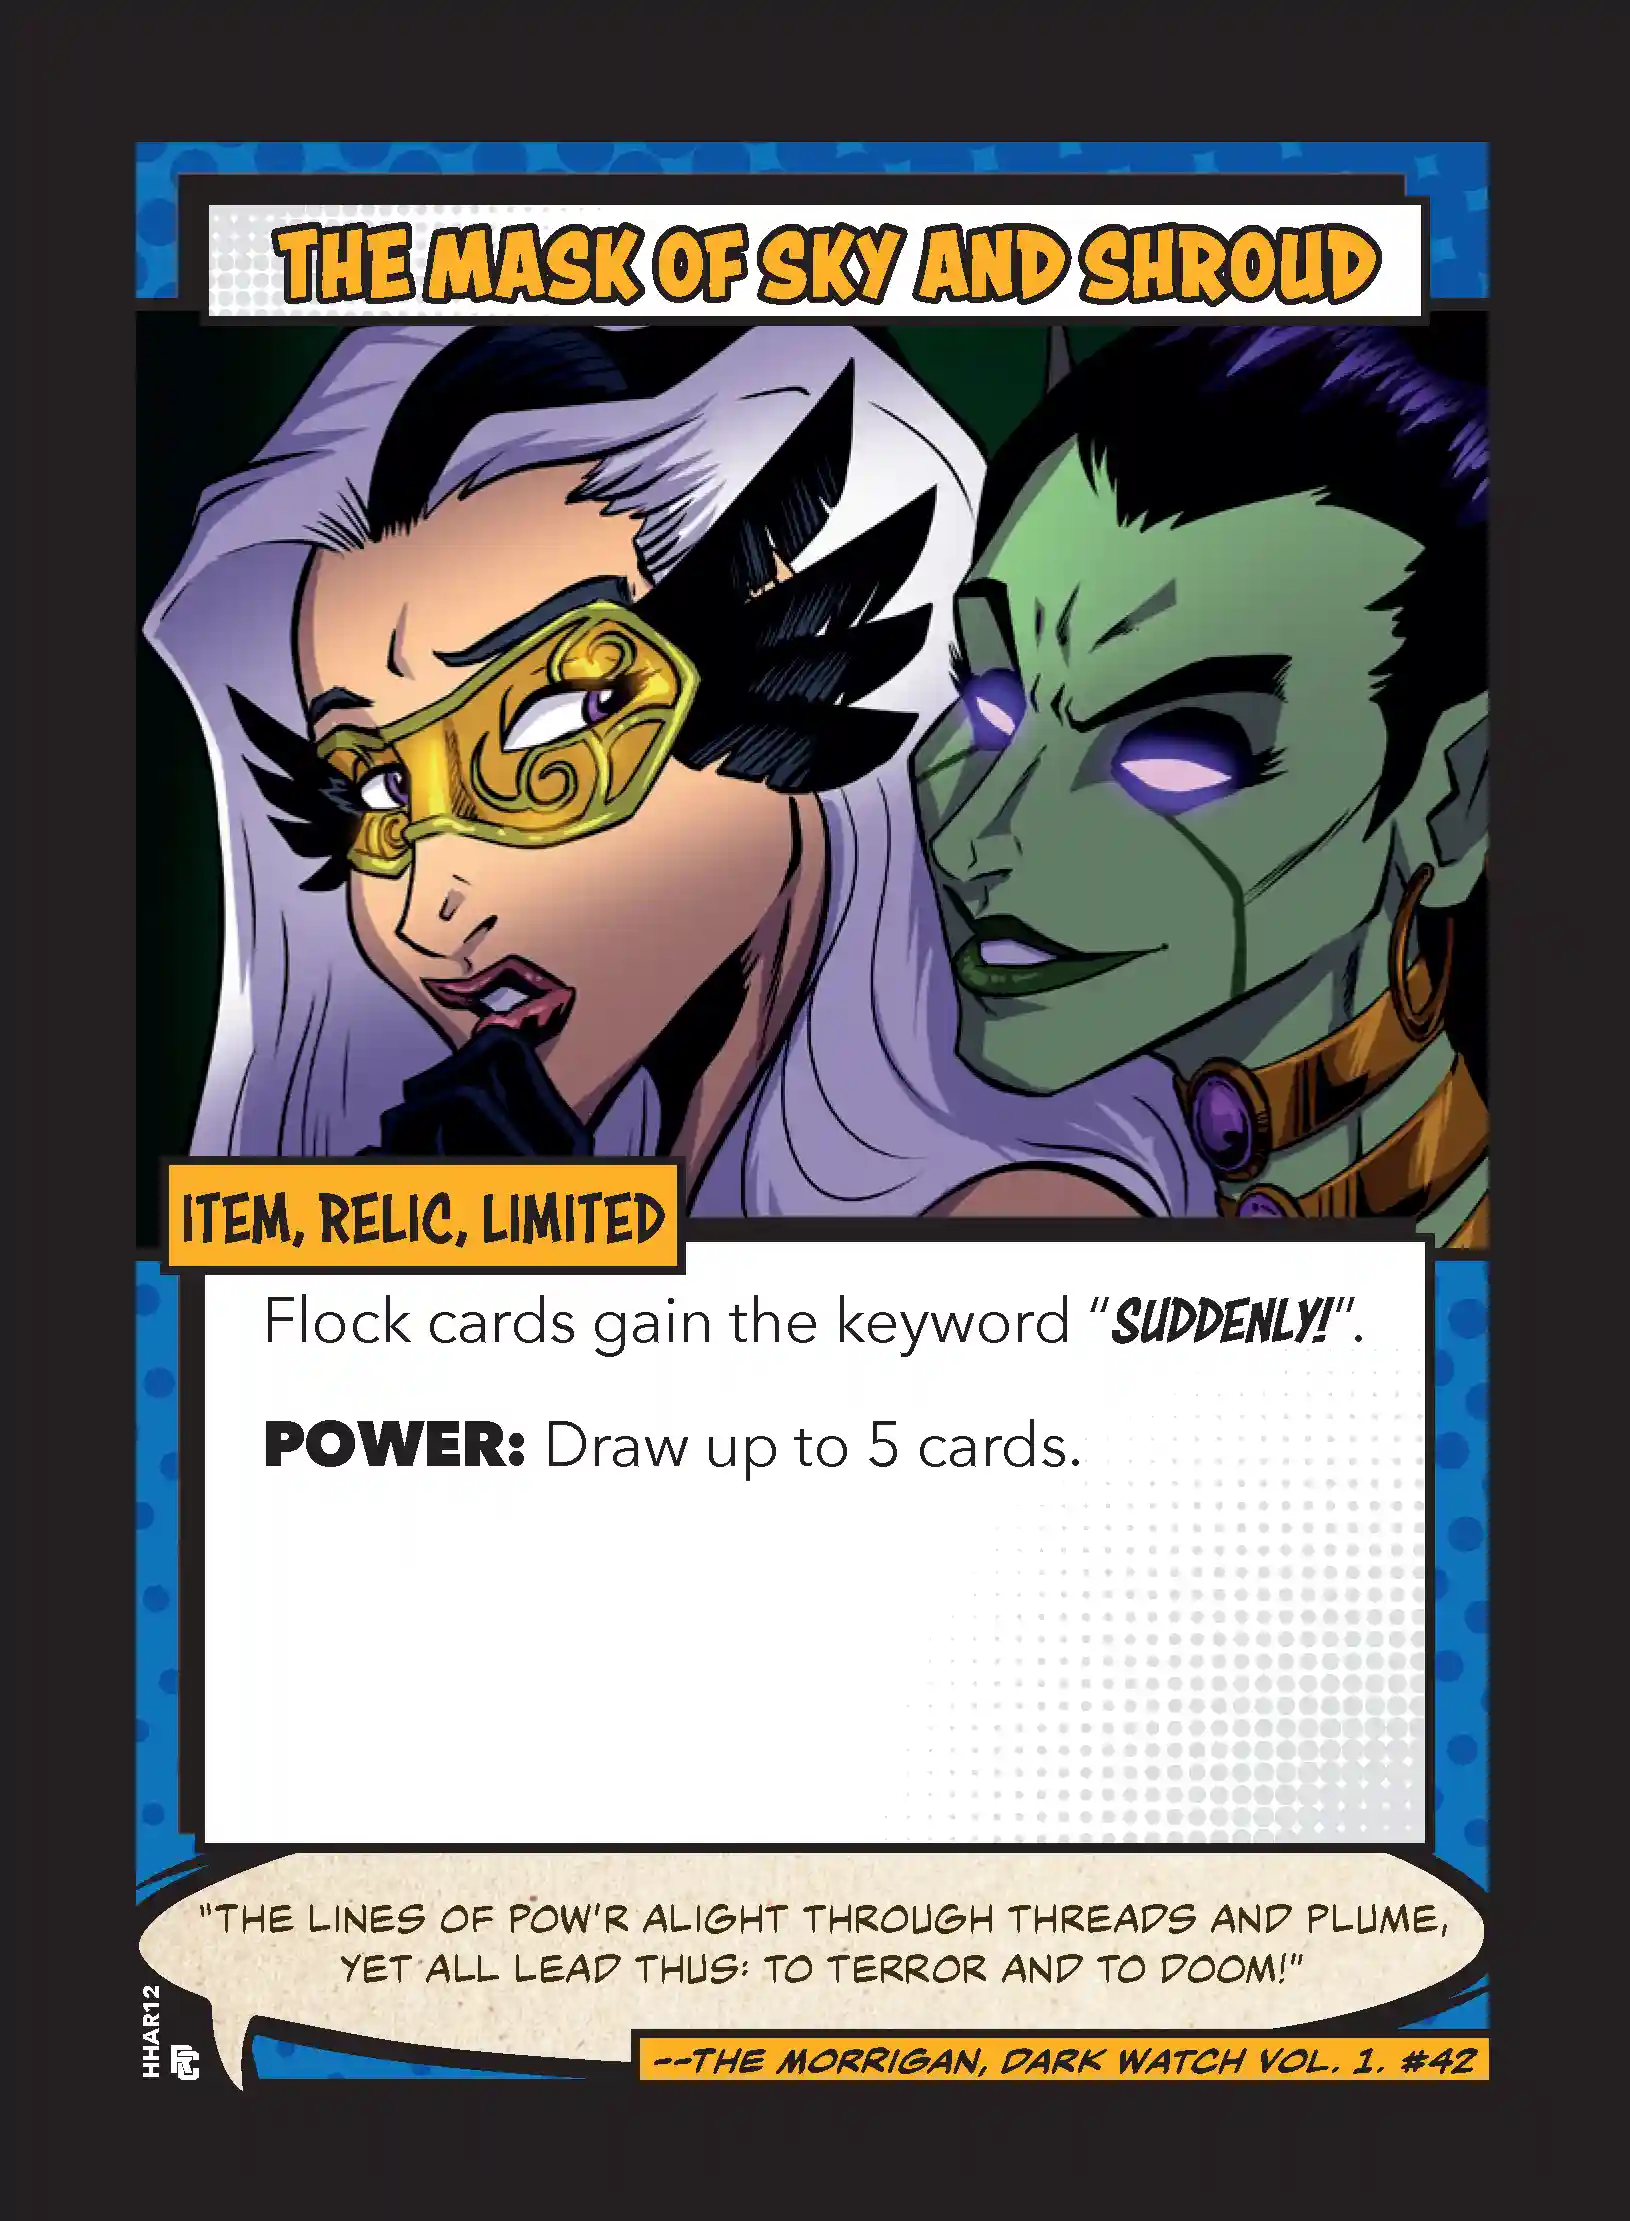 THE MASK OF SKY AND SHROUD
ITEM, RELIC, LIMITED
Flock cards gain the keyword “SUDDENLY!”.
POWER: Draw up to 5 cards.
"THE LINES OF POW'R ALIGHT THROUGH THREADS AND PLUME,
YET ALL LEAD THUS: TO TERROR AND TO DOOM!"
--THE MORRIGAN, DARK WATCH VOL. 1. #42
HHAR12